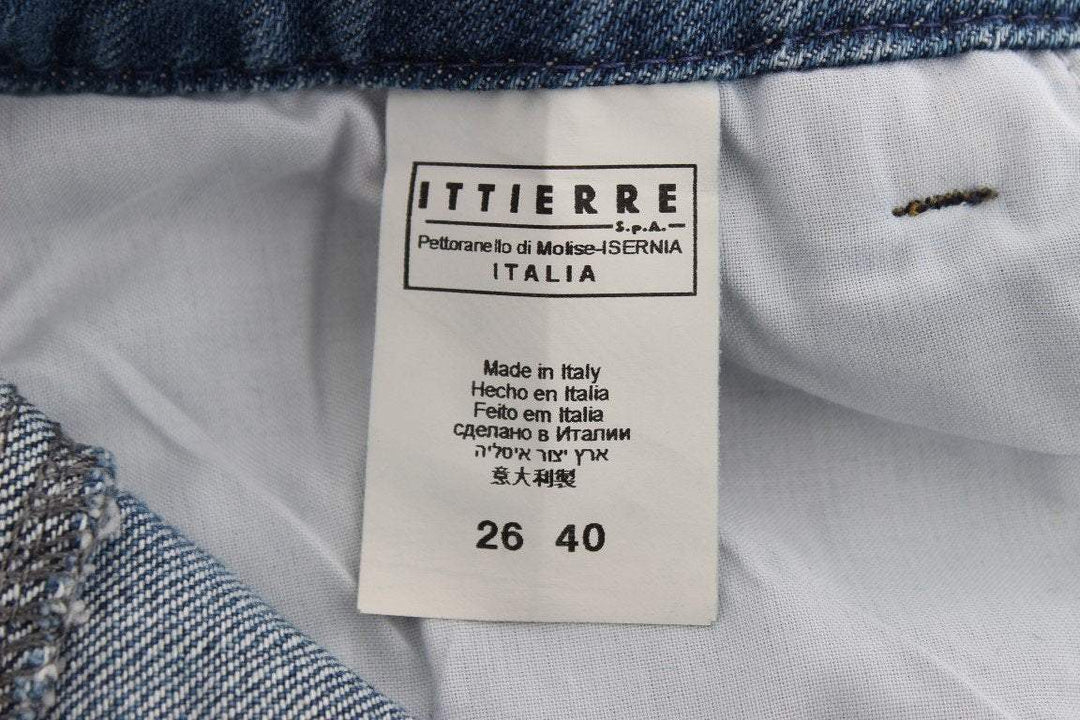 ITTIERRE
S.p.A.
Pettoranello di Molise-ISERNIA
ITALIA
Made in Italy
Hecho en Italia
Feito em Italia
сделано в Италии
ארץ יצור איטליה
意大利製
26 40